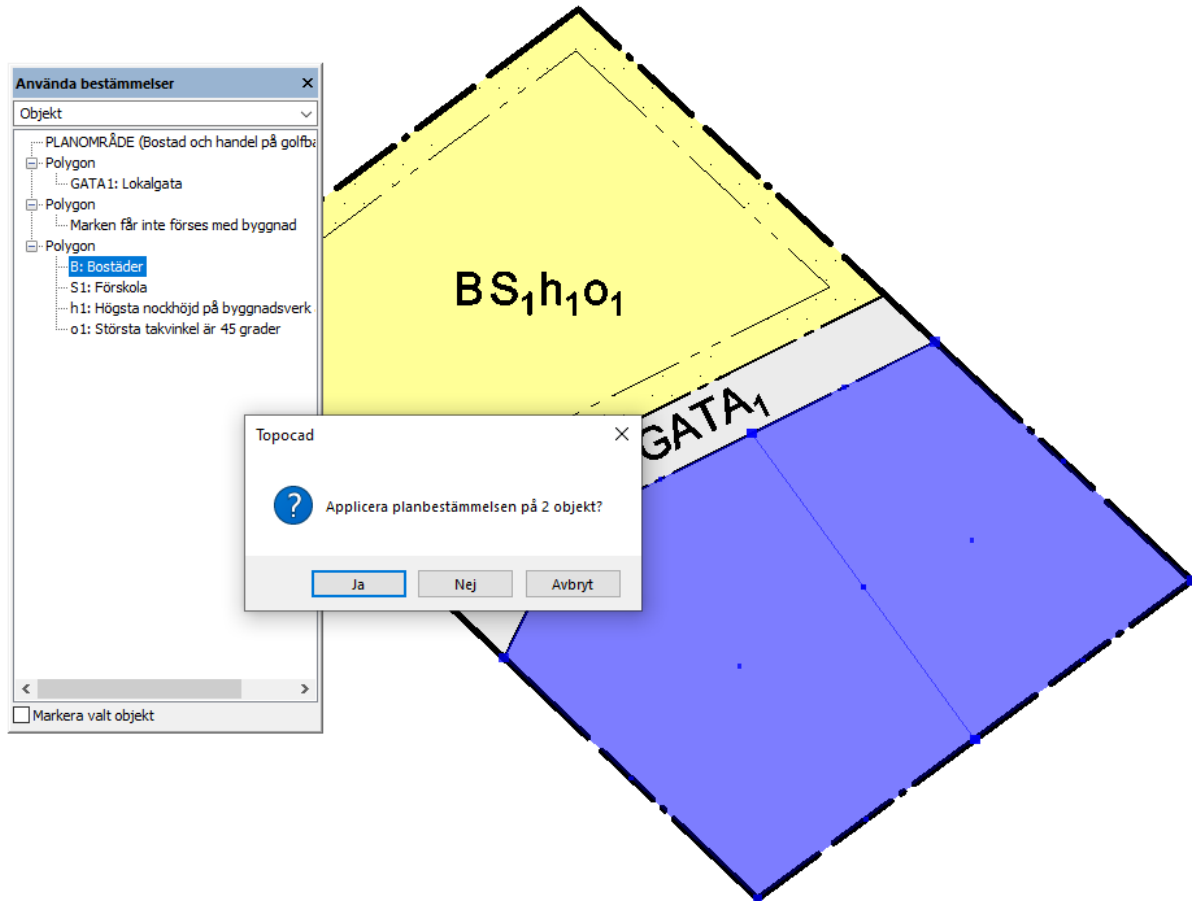 Använda bestämmelser
Objekt
PLANOMRÅDE (Bostad och handel på golfba
Polygon
GATA1: Lokalgata
Polygon
Marken får inte förses med byggnad
Polygon
B: Bostäder
S1: Förskola
h1: Högsta nockhöjd på byggnadsverk
o1: Största takvinkel är 45 grader
Markera valt objekt
BS₁h₁o₁
GATA₁
Topocad
Applicera planbestämmelsen på 2 objekt?
Ja Nej Avbryt